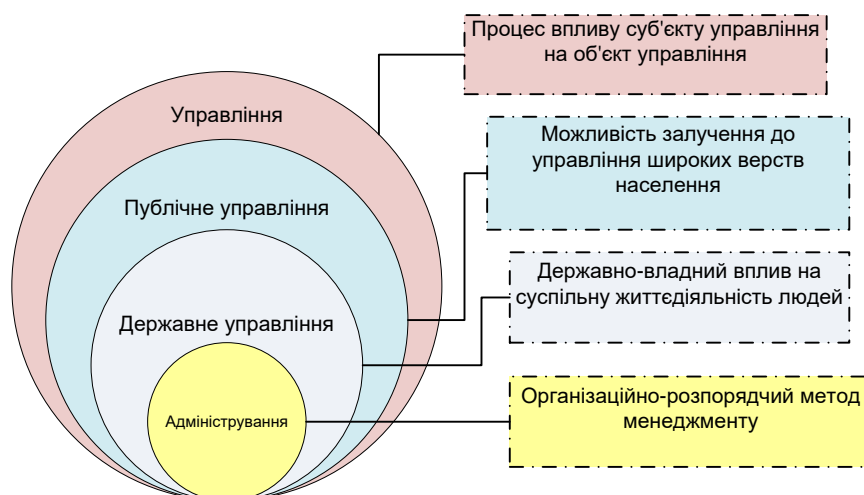 Процес впливу суб'єкту управління
на об'єкт управління
Управління
Можливість залучення до
управління широких верств
населення
Публічне управління
Державно-владний вплив на
суспільну життєдіяльність людей
Державне управління
Організаційно-розпорядчий метод
менеджменту
Адміністрування